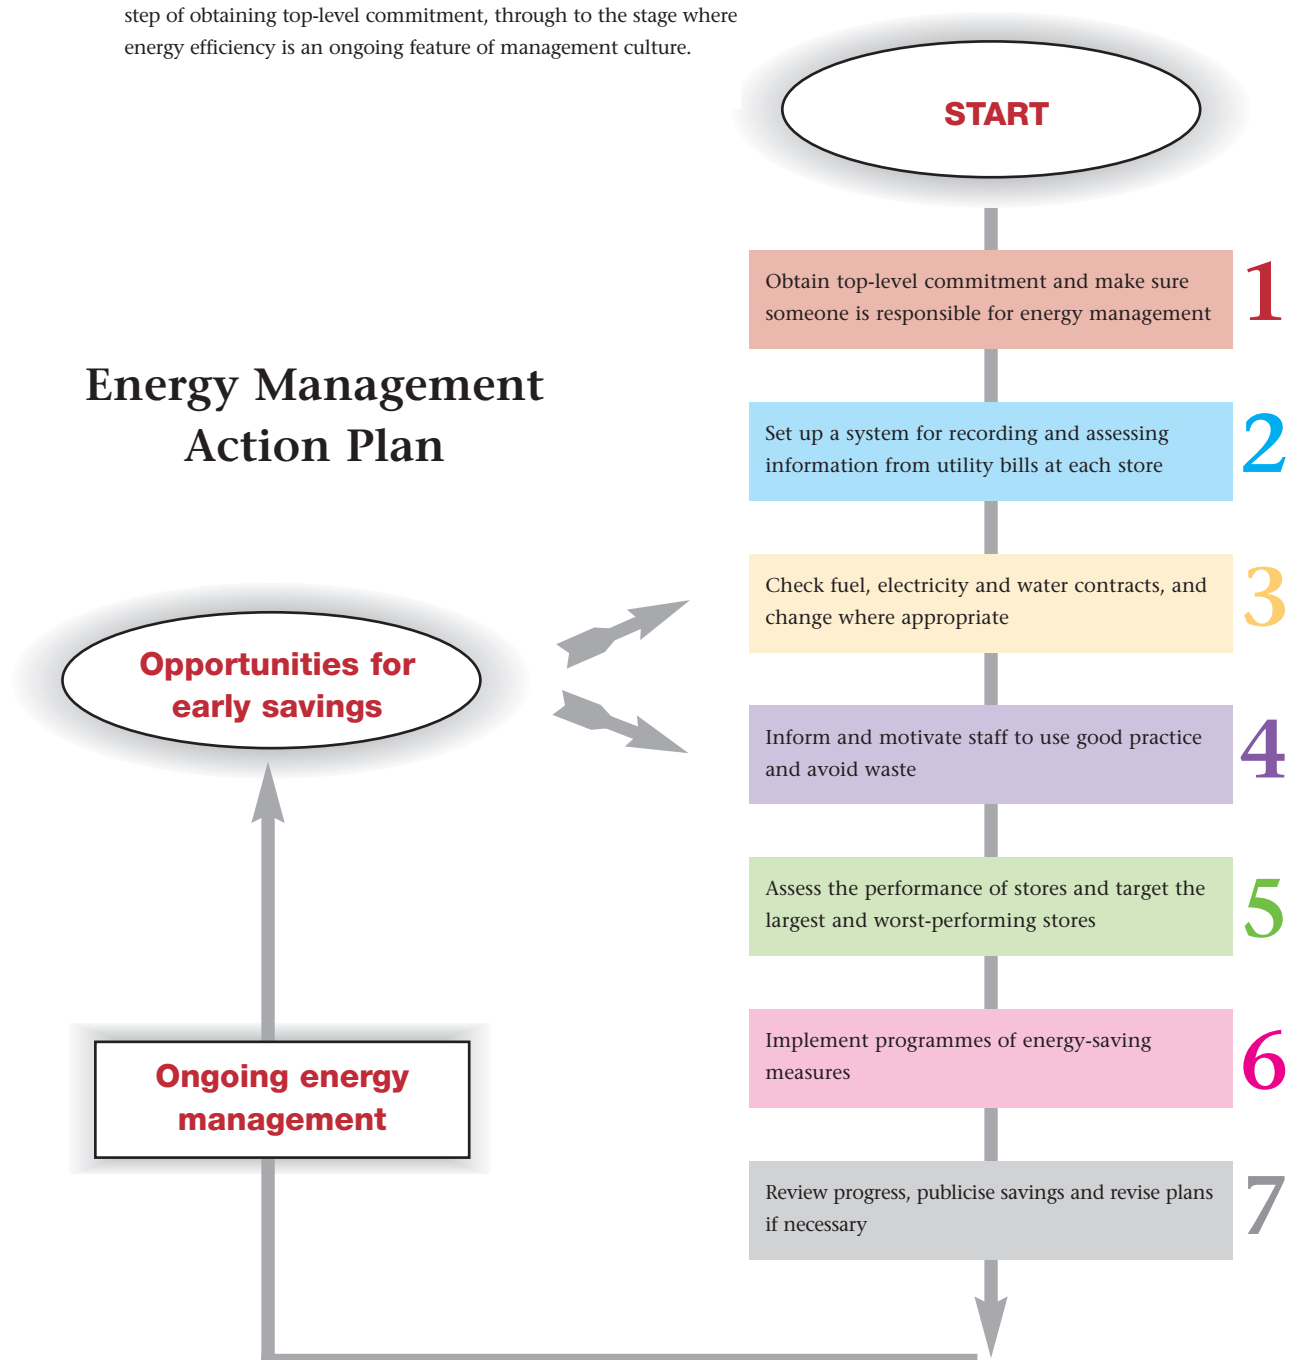 step of obtaining top-level commitment, through to the stage where
energy efficiency is an ongoing feature of management culture.
START
Obtain top-level commitment and make sure
someone is responsible for energy management
1
Energy Management
Action Plan
Set up a system for recording and assessing
information from utility bills at each store
2
Check fuel, electricity and water contracts, and
change where appropriate
3
Opportunities for
early savings
Inform and motivate staff to use good practice
and avoid waste
4
Assess the performance of stores and target the
largest and worst-performing stores
5
Ongoing energy
management
Implement programmes of energy-saving
measures
6
Review progress, publicise savings and revise plans
if necessary
7